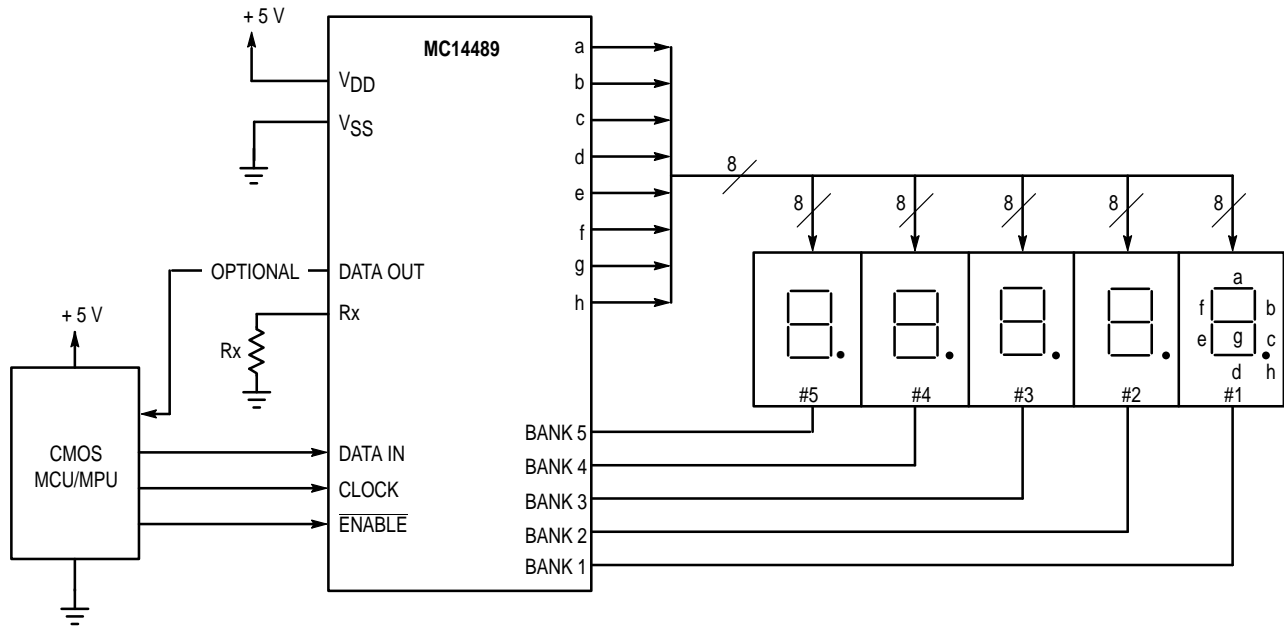 + 5 V
MC14489
VDD
VSS
a
b
c
d
e
f
g
h
8
8
8
8
8
8
OPTIONAL
DATA OUT
Rx
Rx
+ 5 V
CMOS
MCU/MPU
DATA IN
CLOCK
ENABLE
BANK 5
BANK 4
BANK 3
BANK 2
BANK 1
a
f
b
g
e
c
d
h
#5
#4
#3
#2
#1